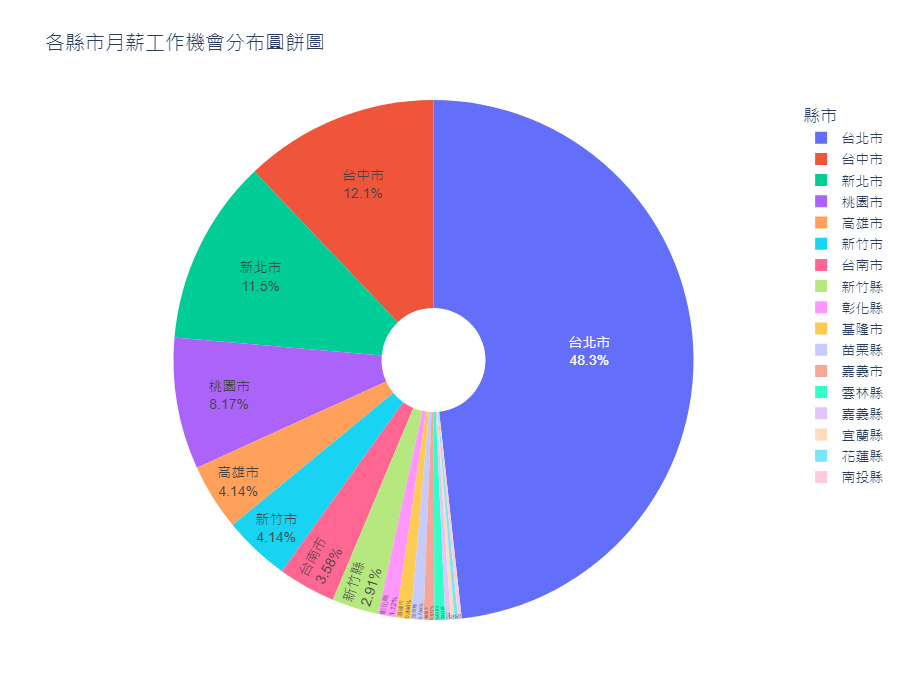 各縣市月薪工作機會分布圓餅圖
台北市
48.3%
台中市
12.1%
新北市
11.5%
桃園市
8.17%
高雄市
4.14%
新竹市
4.14%
台南市
3.58%
新竹縣
2.91%
彰化縣
1.12%
縣市
台北市
台中市
新北市
桃園市
高雄市
新竹市
台南市
新竹縣
彰化縣
基隆市
苗栗縣
嘉義市
雲林縣
嘉義縣
宜蘭縣
花蓮縣
南投縣